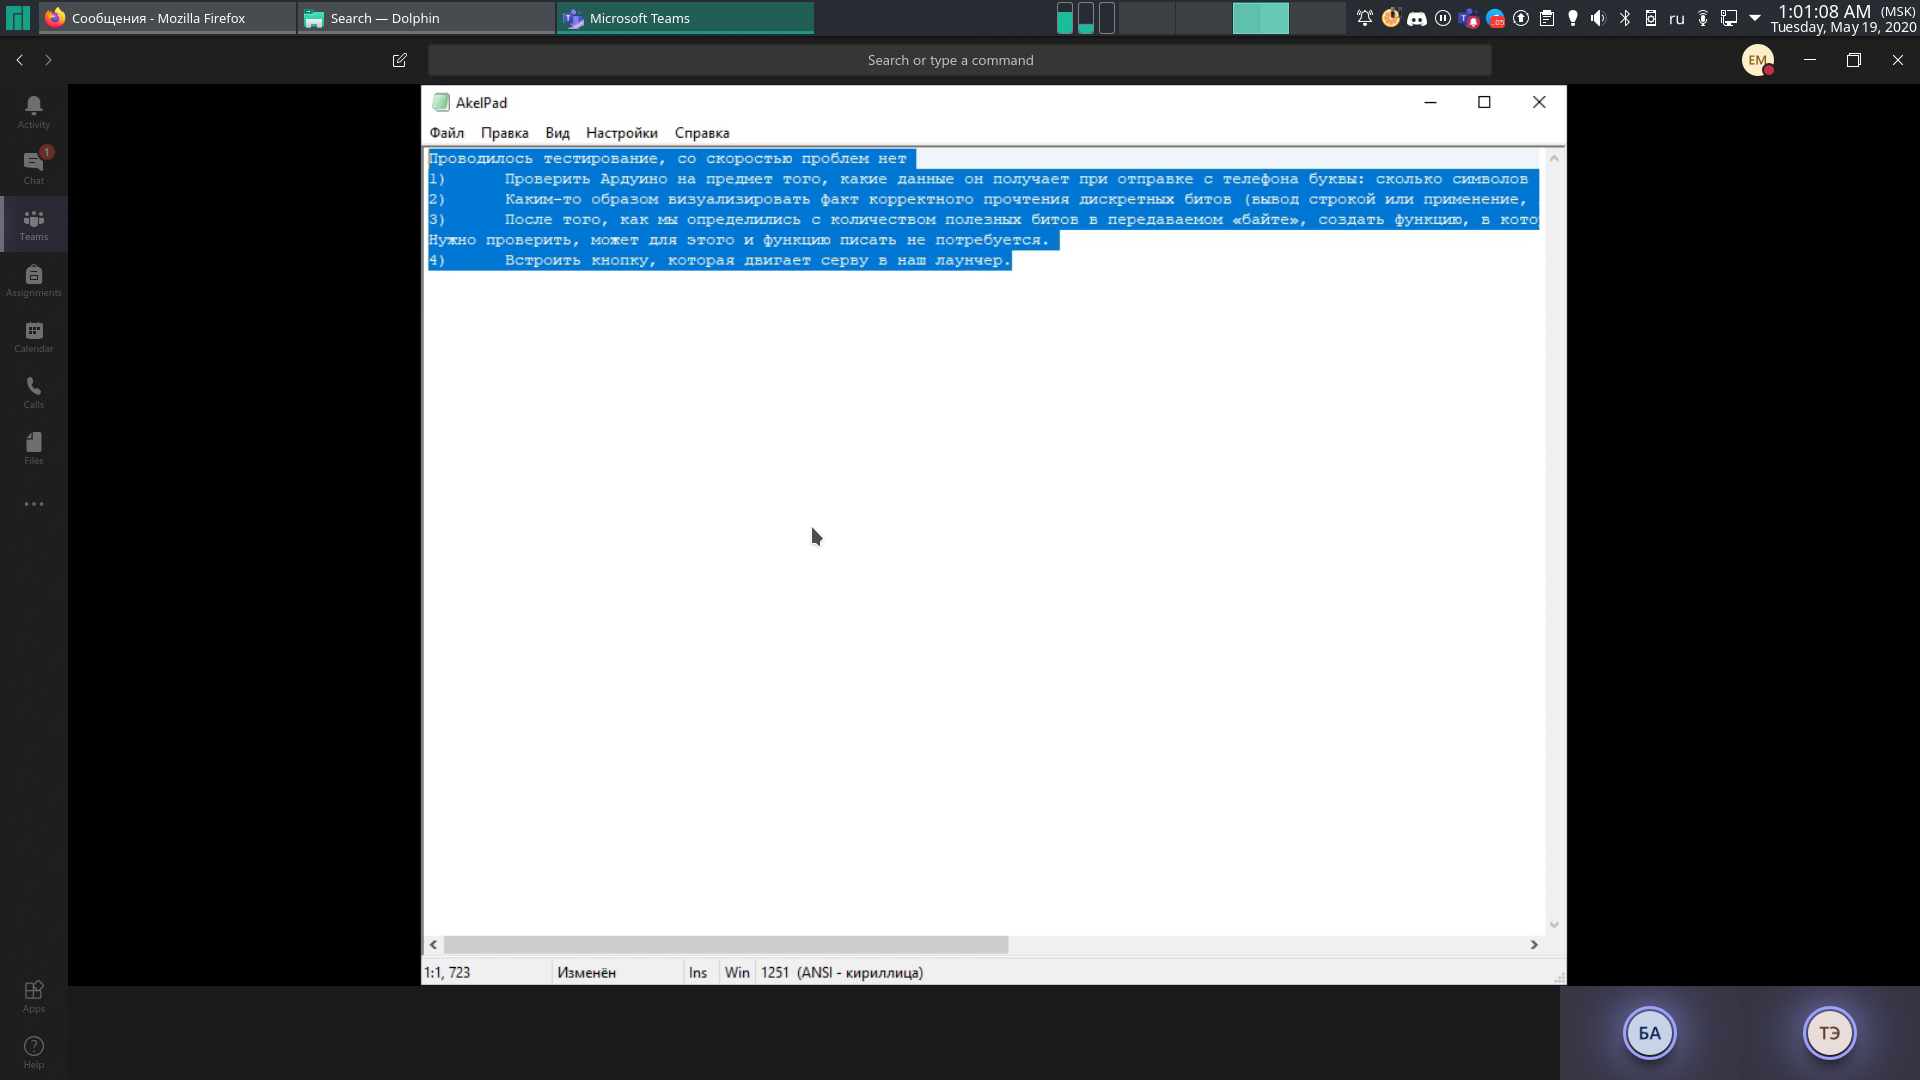 Сообщения - Mozilla Firefox
Search — Dolphin
Microsoft Teams
ru
1:01:08 AM (MSK)
Tuesday, May 19, 2020
Search or type a command
EM
Activity
1
Chat
Teams
Assignments
Calendar
Calls
Files
Apps
Help
AkelPad
Файл Правка Вид Настройки Справка
Проводилось тестирование, со скоростью проблем нет
1) Проверить Ардуино на предмет того, какие данные он получает при отправке с телефона буквы: сколько символов
2) Каким-то образом визуализировать факт корректного прочтения дискретных битов (вывод строкой или применение,
3) После того, как мы определились с количеством полезных битов в передаваемом «байте», создать функцию, в кото
Нужно проверить, может для этого и функцию писать не потребуется.
4) Встроить кнопку, которая двигает серву в наш лаунчер.
1:1, 723 Изменён Ins Win 1251 (ANSI - кириллица)
БА ТЭ